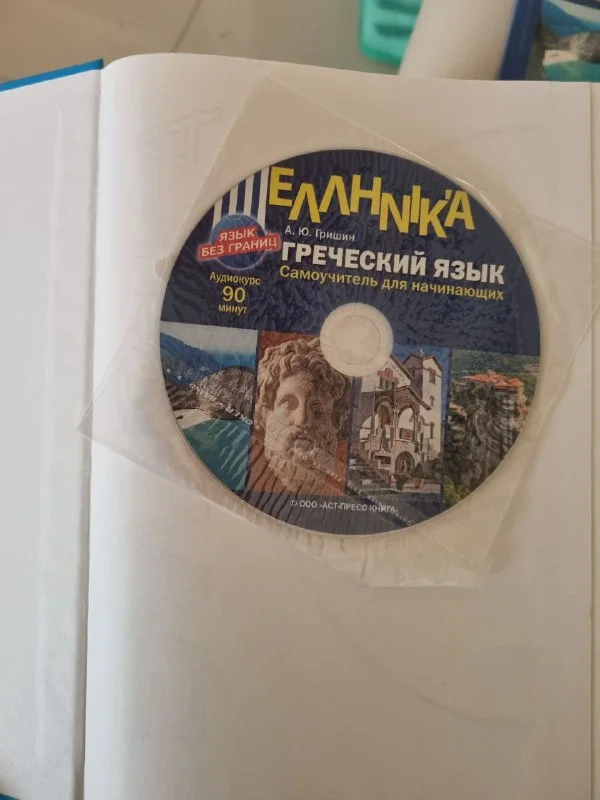 ΕΛΛΗΝΙΚΆ
А. Ю. Гришин
ЯЗЫК
БЕЗ ГРАНИЦ
ГРЕЧЕСКИЙ ЯЗЫК
Самоучитель для начинающих
Аудиокурс
90
минут
© ООО «АСТ-ПРЕСС КНИГА»